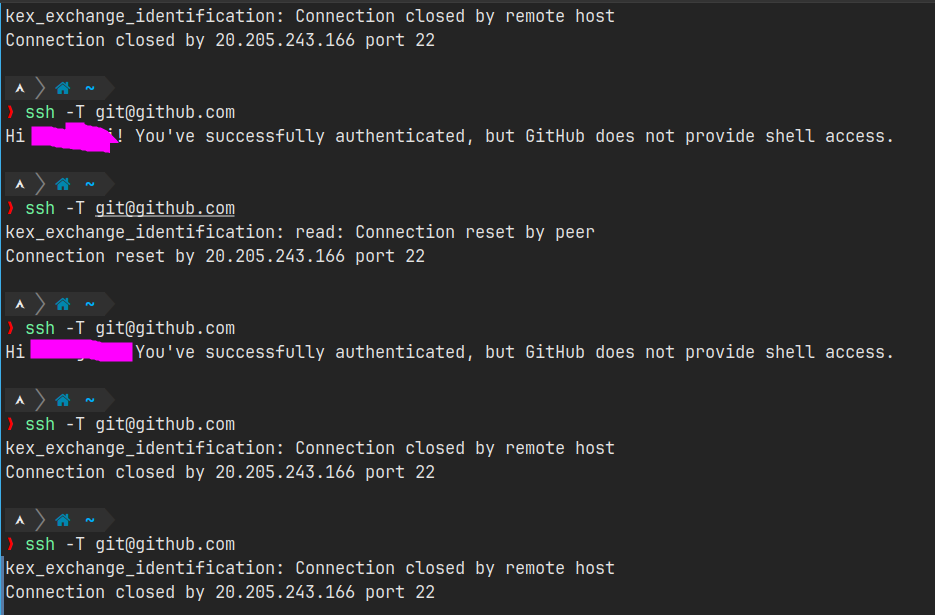 kex_exchange_identification: Connection closed by remote host
Connection closed by 20.205.243.166 port 22
~
❯ ssh -T git@github.com
Hi ! You've successfully authenticated, but GitHub does not provide shell access.
~
❯ ssh -T git@github.com
kex_exchange_identification: read: Connection reset by peer
Connection reset by 20.205.243.166 port 22
~
❯ ssh -T git@github.com
Hi You've successfully authenticated, but GitHub does not provide shell access.
~
❯ ssh -T git@github.com
kex_exchange_identification: Connection closed by remote host
Connection closed by 20.205.243.166 port 22
~
❯ ssh -T git@github.com
kex_exchange_identification: Connection closed by remote host
Connection closed by 20.205.243.166 port 22